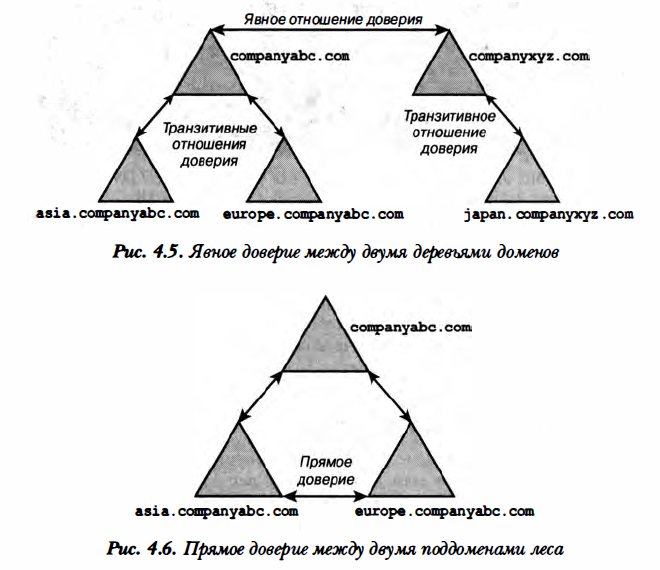 Явное отношение доверия
companyabc.com
companyxyz.com
Транзитивные
отношения
доверия
Транзитивное
отношение
доверия
asia.companyabc.com
europe.companyabc.com
japan.companyxyz.com
Рис. 4.5. Явное доверие между двумя деревьями доменов
companyabc.com
Прямое
доверие
asia.companyabc.com
europe.companyabc.com
Рис. 4.6. Прямое доверие между двумя поддоменами леса